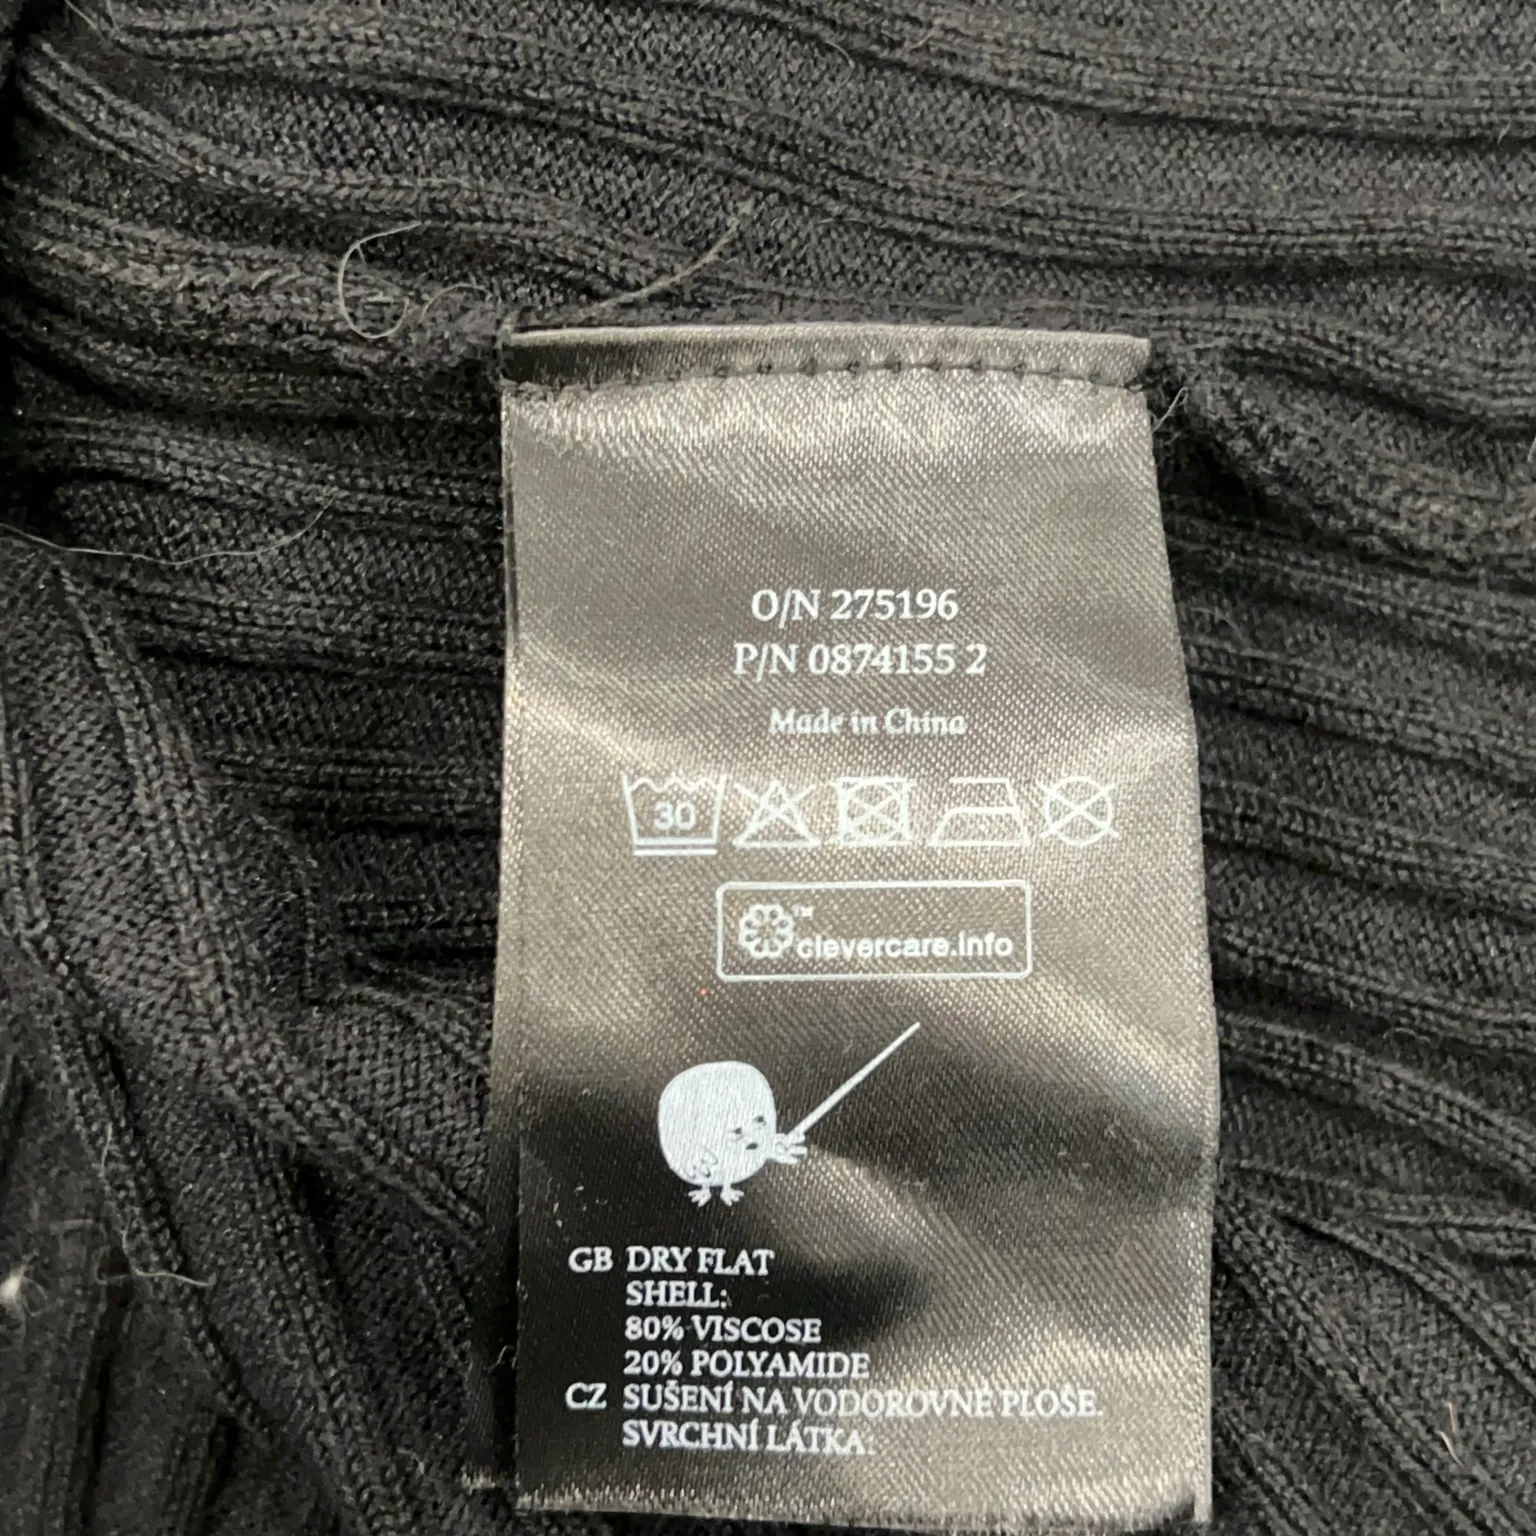 O/N 275196
P/N 0874155 2
Made in China
30
™
clevercare.info
GB DRY FLAT
SHELL:
80% VISCOSE
20% POLYAMIDE
CZ SUŠENÍ NA VODOROVNÉ PLOŠE.
SVRCHNÍ LÁTKA: